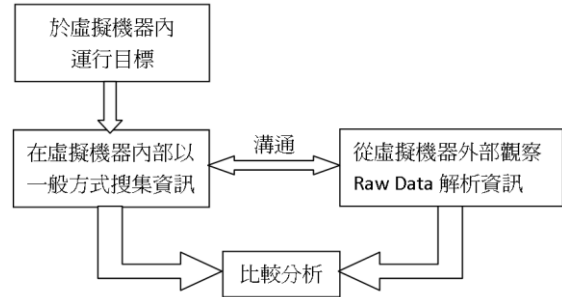 於虛擬機器內
運行目標
在虛擬機器內部以
一般方式搜集資訊
溝通
從虛擬機器外部觀察
Raw Data 解析資訊
比較分析